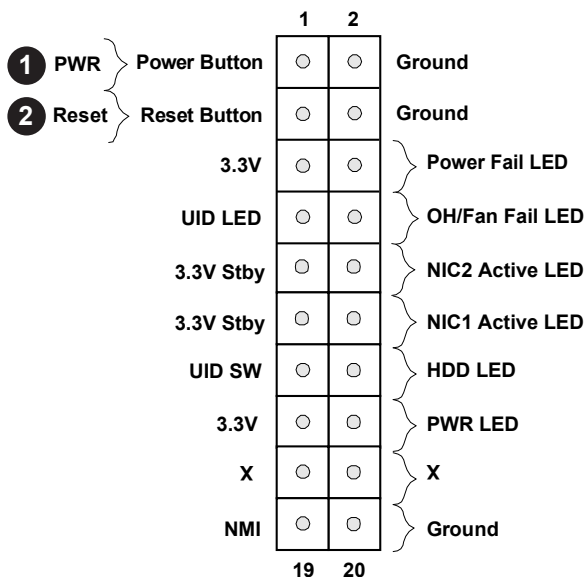 1 2
1 PWR Power Button Ground
2 Reset Reset Button Ground
3.3V Power Fail LED
UID LED OH/Fan Fail LED
3.3V Stby NIC2 Active LED
3.3V Stby NIC1 Active LED
UID SW HDD LED
3.3V PWR LED
X X
NMI Ground
19 20